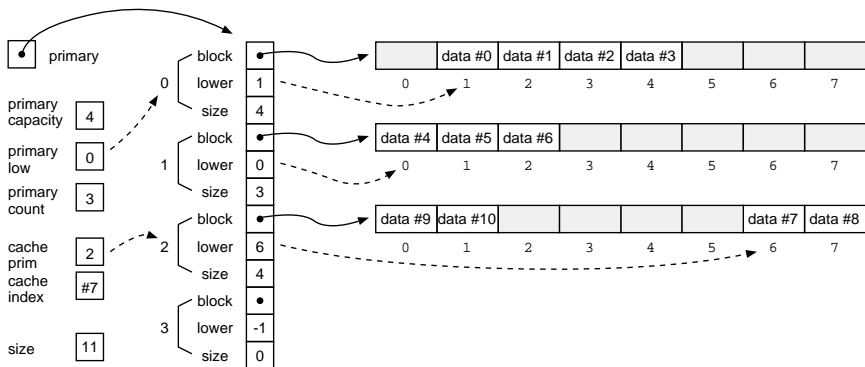 primary
primary
capacity
4
primary
low
0
primary
count
3
cache
prim
2
cache
index
#7
size
11
0
block
lower
1
size
4
1
block
lower
0
size
3
2
block
lower
6
size
4
3
block
lower
-1
size
0
data #0 data #1 data #2 data #3
0 1 2 3 4 5 6 7
data #4 data #5 data #6
0 1 2 3 4 5 6 7
data #9 data #10 data #7 data #8
0 1 2 3 4 5 6 7